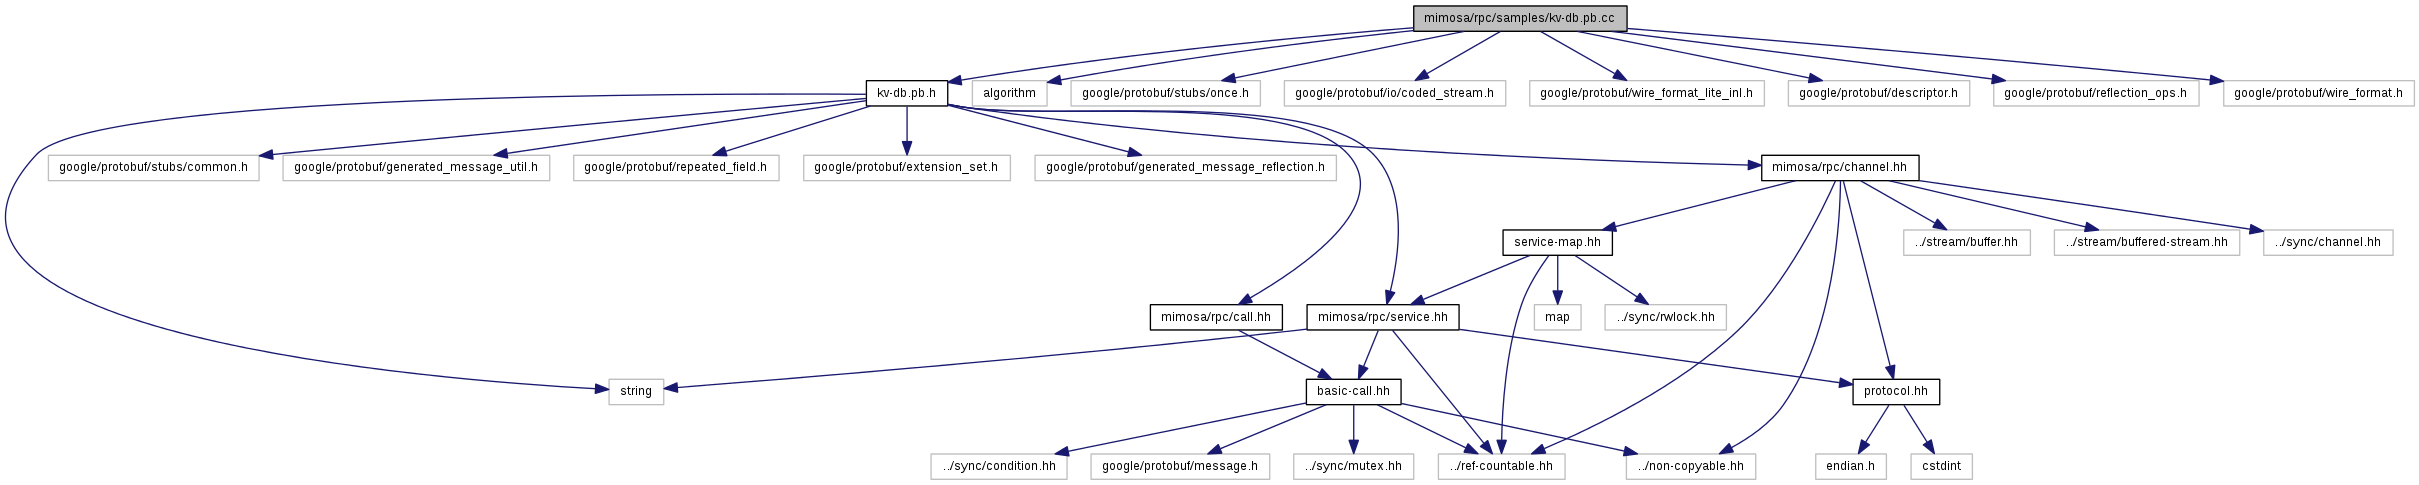 mimosa/rpc/samples/kv-db.pb.cc
kv-db.pb.h
algorithm
google/protobuf/stubs/once.h
google/protobuf/io/coded_stream.h
google/protobuf/wire_format_lite_inl.h
google/protobuf/descriptor.h
google/protobuf/reflection_ops.h
google/protobuf/wire_format.h
google/protobuf/stubs/common.h
google/protobuf/generated_message_util.h
google/protobuf/repeated_field.h
google/protobuf/extension_set.h
google/protobuf/generated_message_reflection.h
mimosa/rpc/channel.hh
service-map.hh
../stream/buffer.hh
../stream/buffered-stream.hh
../sync/channel.hh
mimosa/rpc/call.hh
mimosa/rpc/service.hh
map
../sync/rwlock.hh
string
basic-call.hh
protocol.hh
../sync/condition.hh
google/protobuf/message.h
../sync/mutex.hh
../ref-countable.hh
../non-copyable.hh
endian.h
cstdint